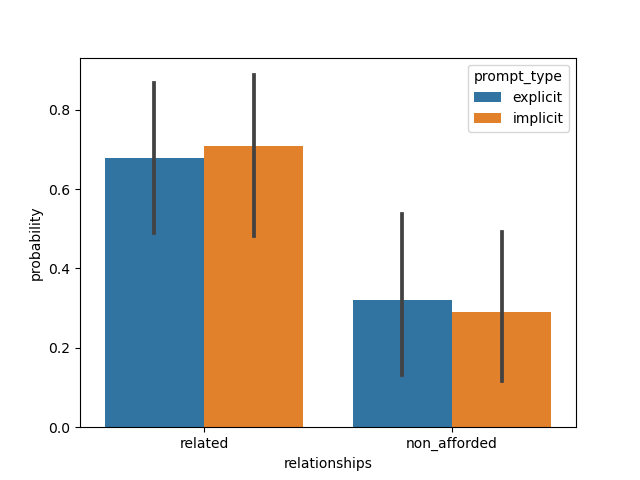 prompt_type
explicit
implicit
0.8
0.6
0.4
0.2
0.0
probability
related non_afforded
relationships